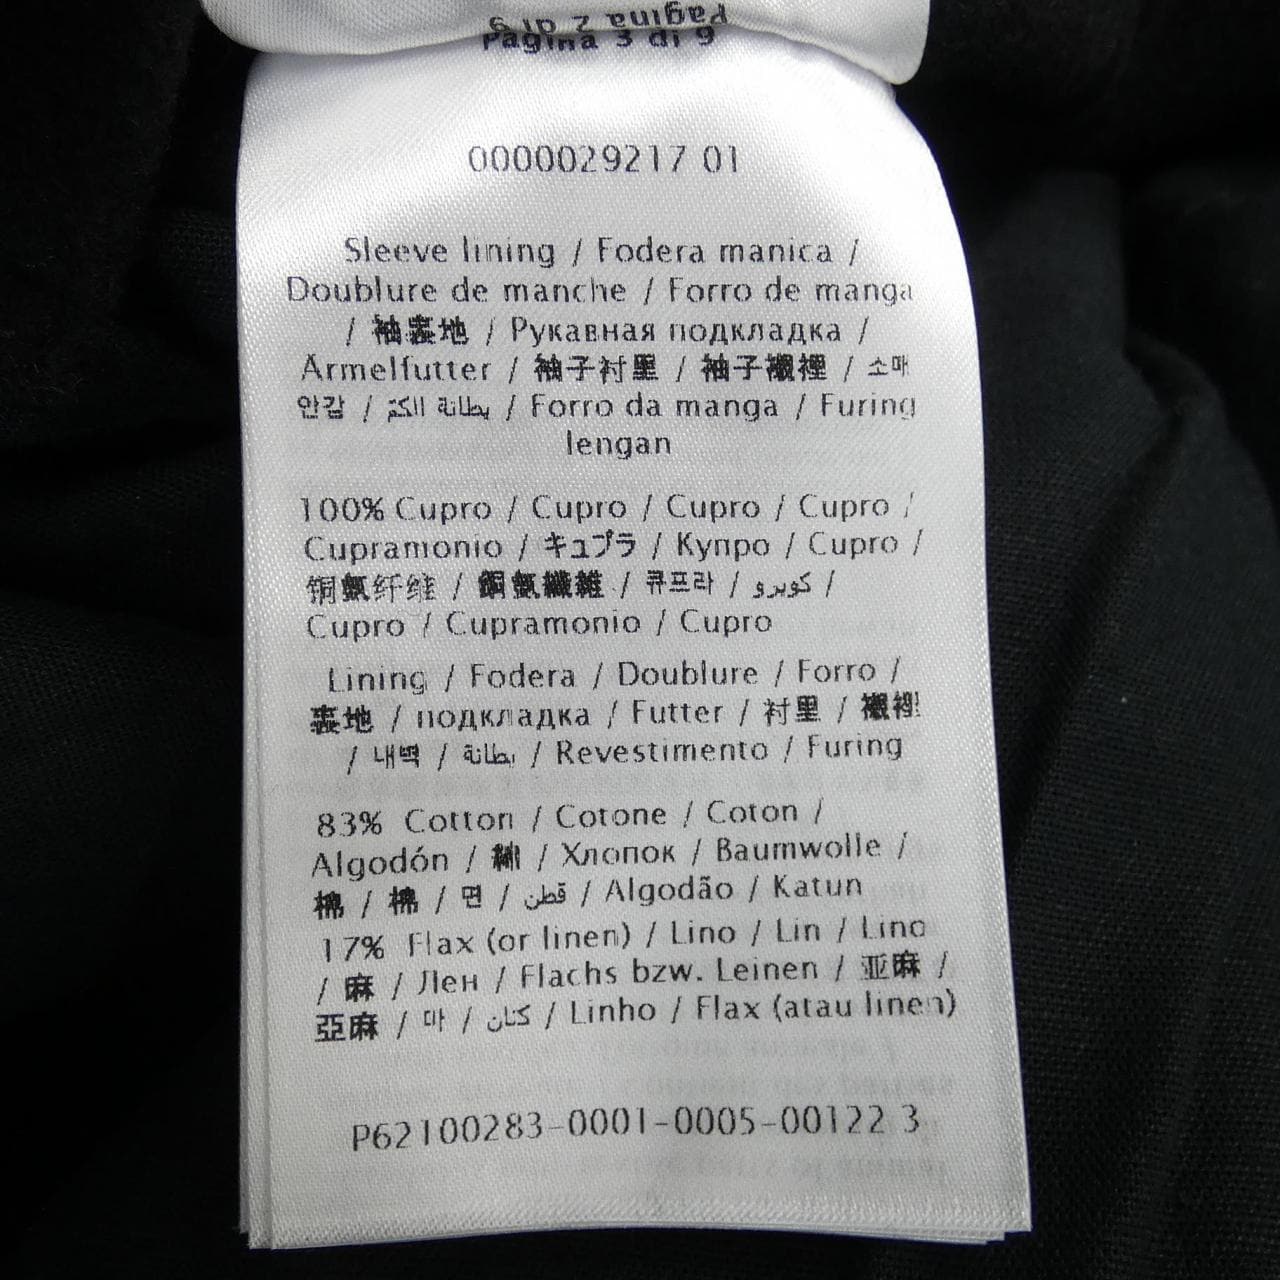 Pagina 2 di 9
Pagina 3 di 9
0000029217 01
Sleeve lining / Fodera manica /
Doublure de manche / Forro de manga
/ 袖裏地 / Рукавная подкладка /
Armelfutter / 袖子衬里 / 袖子襯裡 / 소매
안감 / بطانة الكم / Forro da manga / Furing
lengan
100% Cupro / Cupro / Cupro / Cupro /
Cupramonio / キュプラ / Купро / Cupro /
铜氨纤维 / 銅氨纖維 / 큐프라 / كوبرو /
Cupro / Cupramonio / Cupro
Lining / Fodera / Doublure / Forro /
裏地 / подкладка / Futter / 衬里 / 襯裡
/ 내벽 / بطانة / Revestimento / Furing
83% Cotton / Cotone / Coton /
Algodón / 綿 / Хлопок / Baumwolle /
棉 / 棉 / 면 / قطن / Algodão / Katun
17% Flax (or linen) / Lino / Lin / Lino
/ 麻 / Лен / Flachs bzw. Leinen / 亚麻 /
亞麻 / 마 / كتان / Linho / Flax (atau linen)
P62100283-0001-0005-00122 3